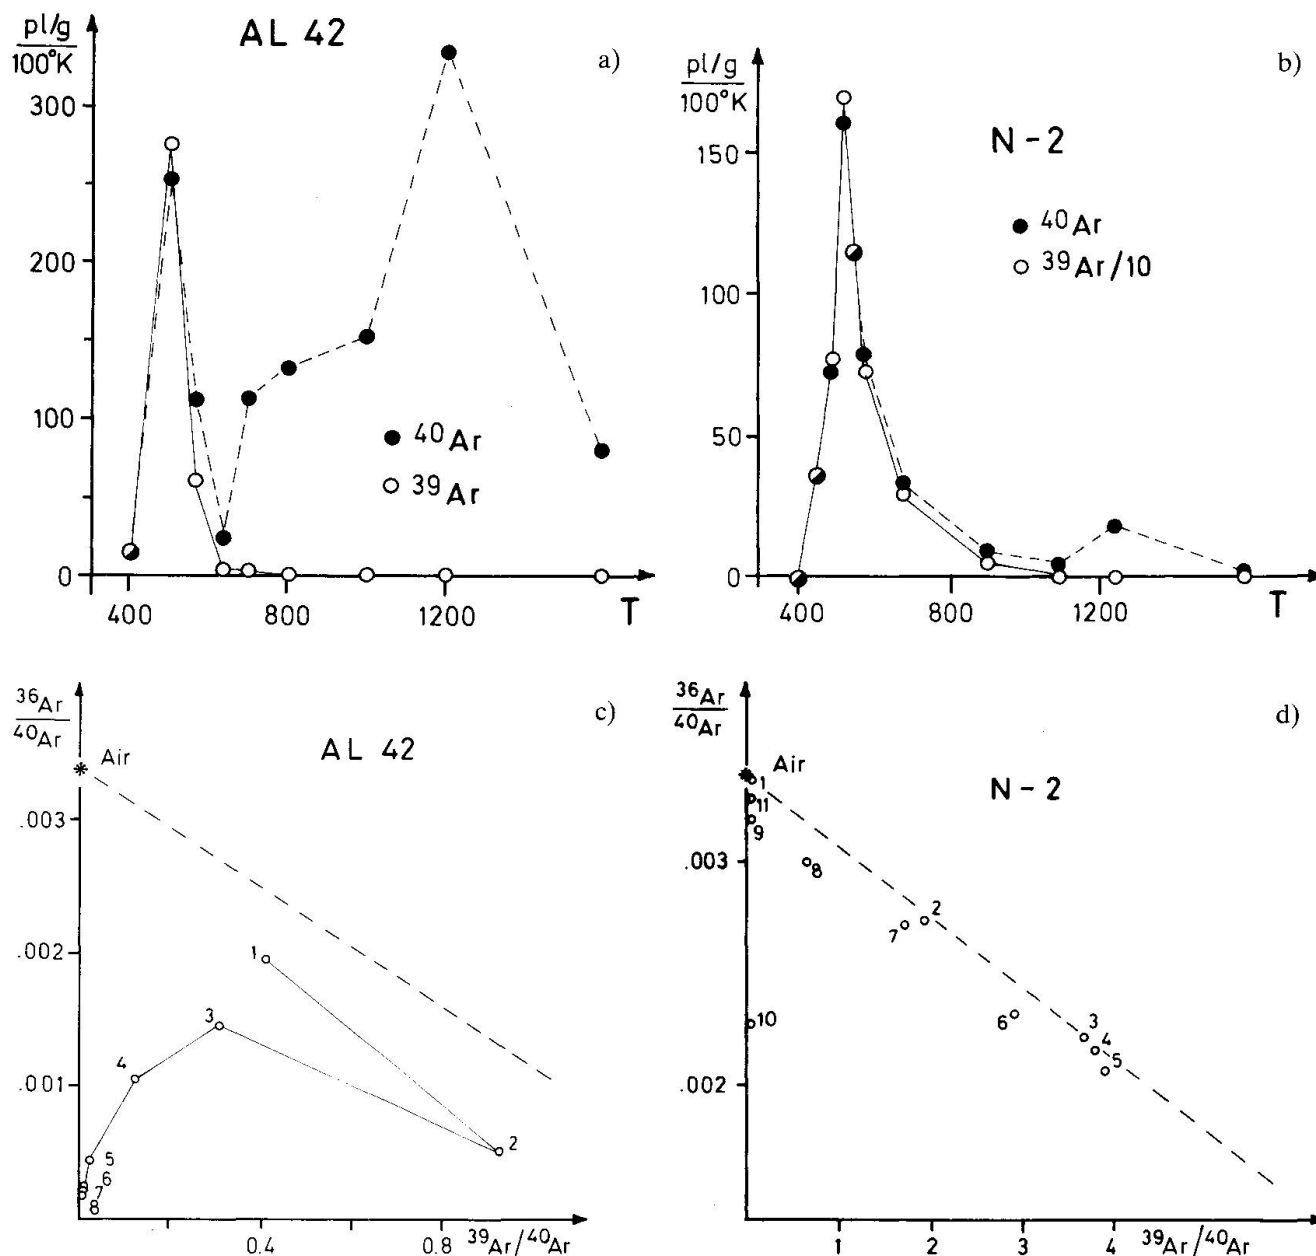 AL 42
a)
pl/g
100°K
300
200
100
0
400
800
1200
T
40Ar
39Ar
b)
pl/g
100°K
N-2
150
100
50
0
400
800
1200
T
40Ar
39Ar/10
c)
36Ar
40Ar
AL 42
Air
.003
.002
.001
1
2
3
4
5
6
7
8
0.4
0.8
39Ar/40Ar
d)
36Ar
40Ar
N-2
Air
.003
.002
1
11
9
8
2
7
6
3
4
5
10
1
2
3
4
39Ar/40Ar